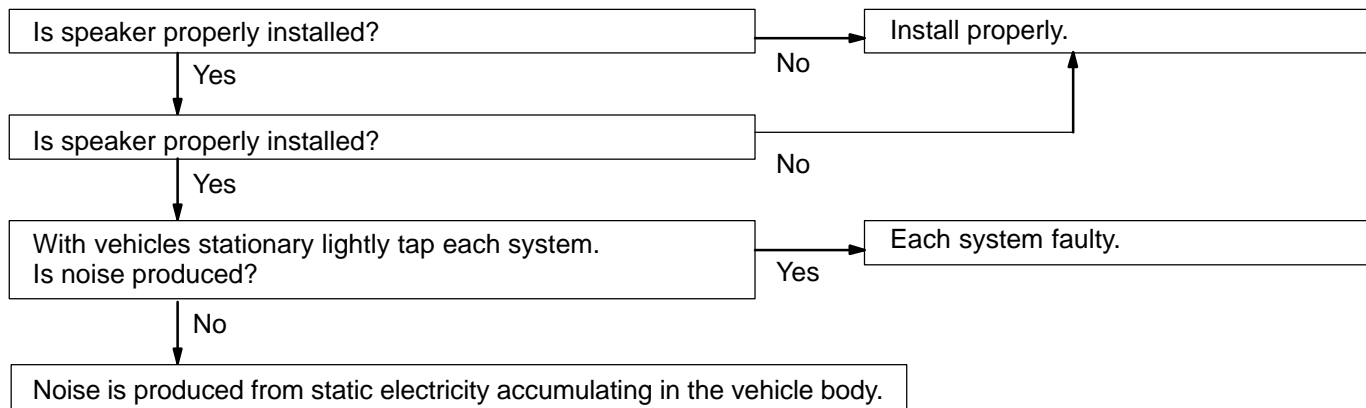 Is speaker properly installed?
Install properly.
No
Yes
Is speaker properly installed?
No
Yes
With vehicles stationary lightly tap each system.
Is noise produced?
Each system faulty.
Yes
No
Noise is produced from static electricity accumulating in the vehicle body.